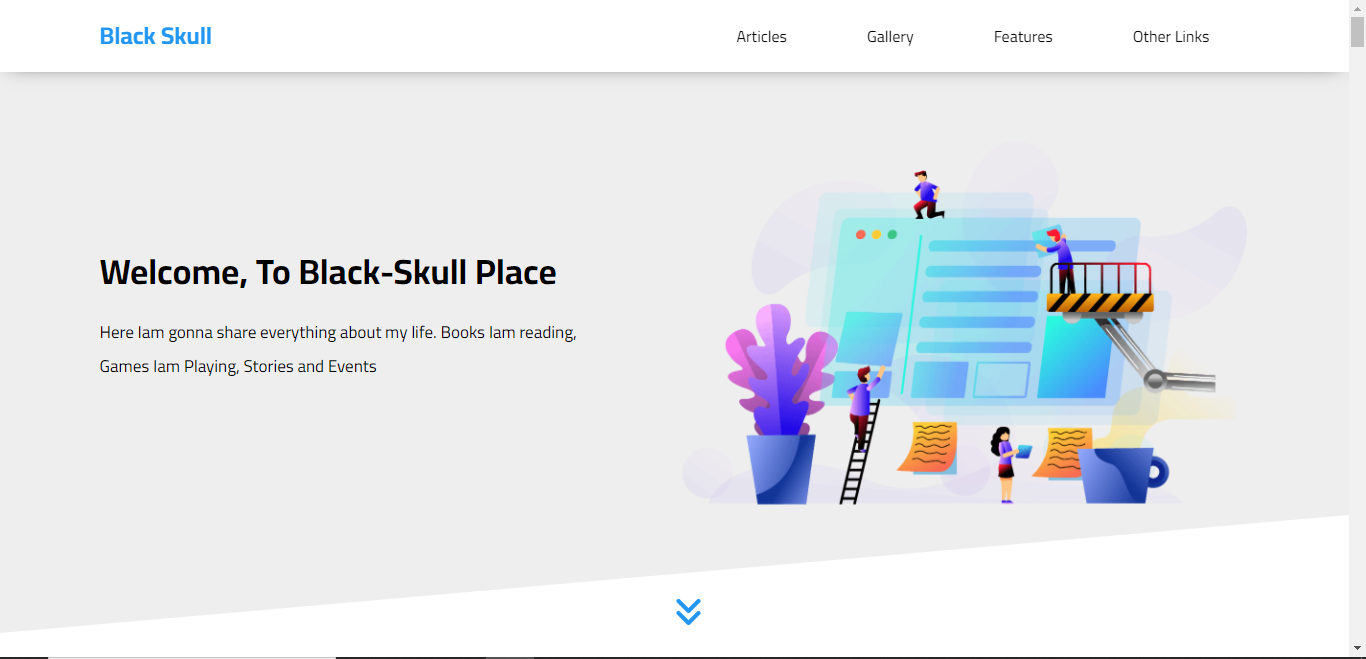 Black Skull
Articles
Gallery
Features
Other Links
Welcome, To Black-Skull Place
Here Iam gonna share everything about my life. Books Iam reading,
Games Iam Playing, Stories and Events